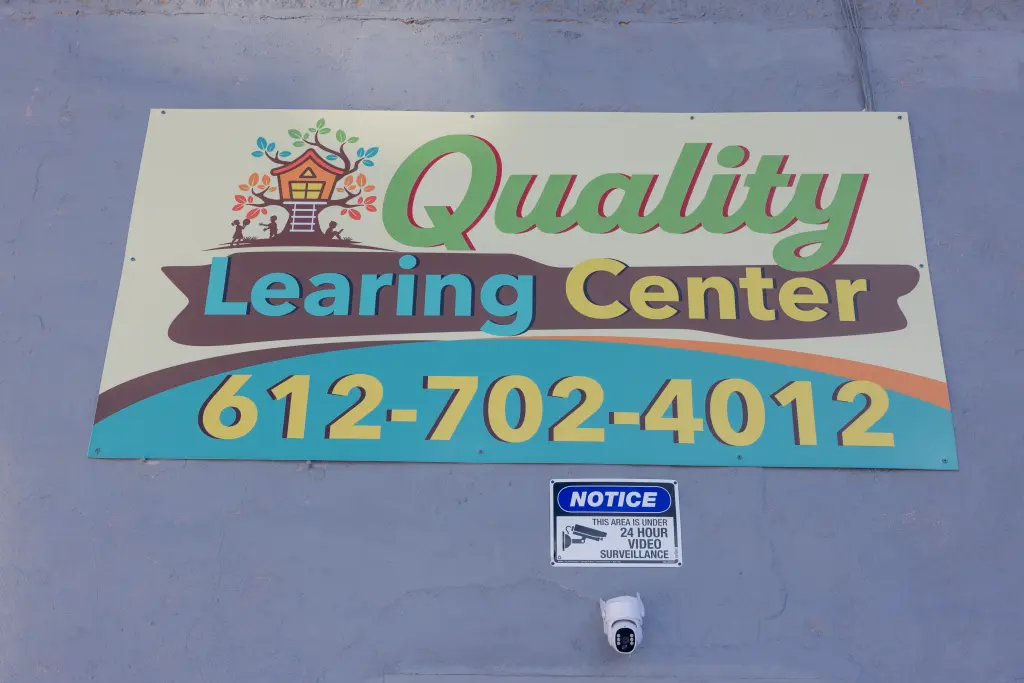 Quality
Learing Center
612-702-4012
NOTICE
THIS AREA IS UNDER
24 HOUR
VIDEO
SURVEILLANCE